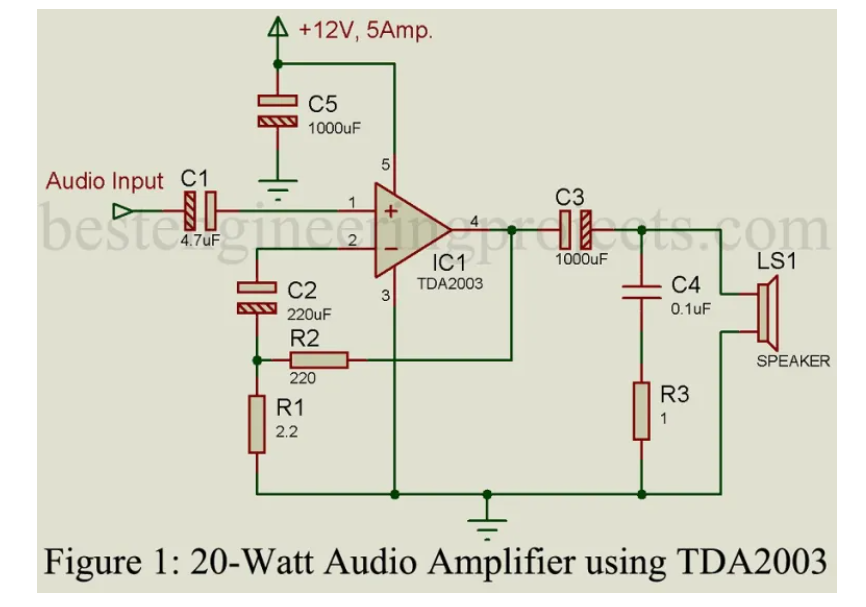 +12V, 5Amp.
C5
1000uF
5
Audio Input
C1
4.7uF
1
+
2
−
4
3
IC1
TDA2003
C3
1000uF
bestengineeringprojects.com
C2
220uF
R2
220
R1
2.2
C4
0.1uF
R3
1
LS1
SPEAKER
Figure 1: 20-Watt Audio Amplifier using TDA2003